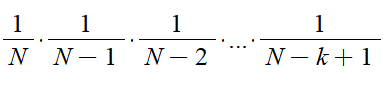 1/N · 1/(N − 1) · 1/(N − 2) · ... · 1/(N − k + 1)